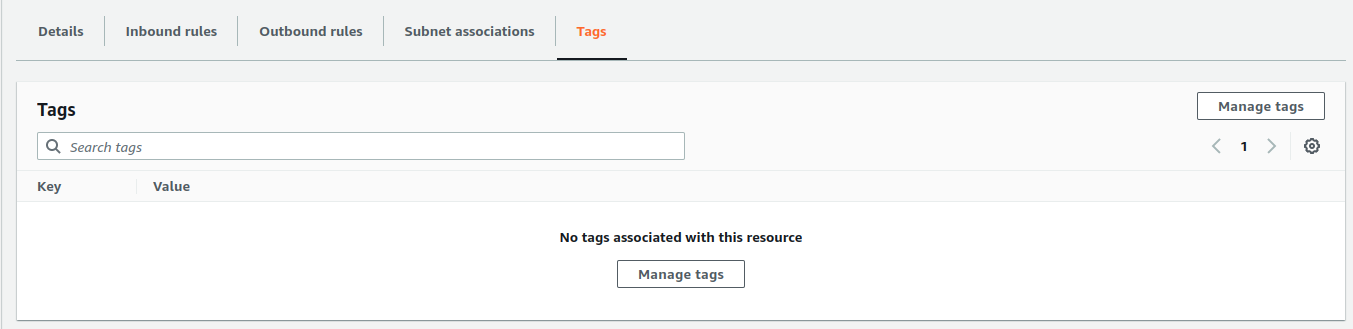 Details Inbound rules Outbound rules Subnet associations Tags
Tags Manage tags
Search tags 1
Key Value
No tags associated with this resource
Manage tags